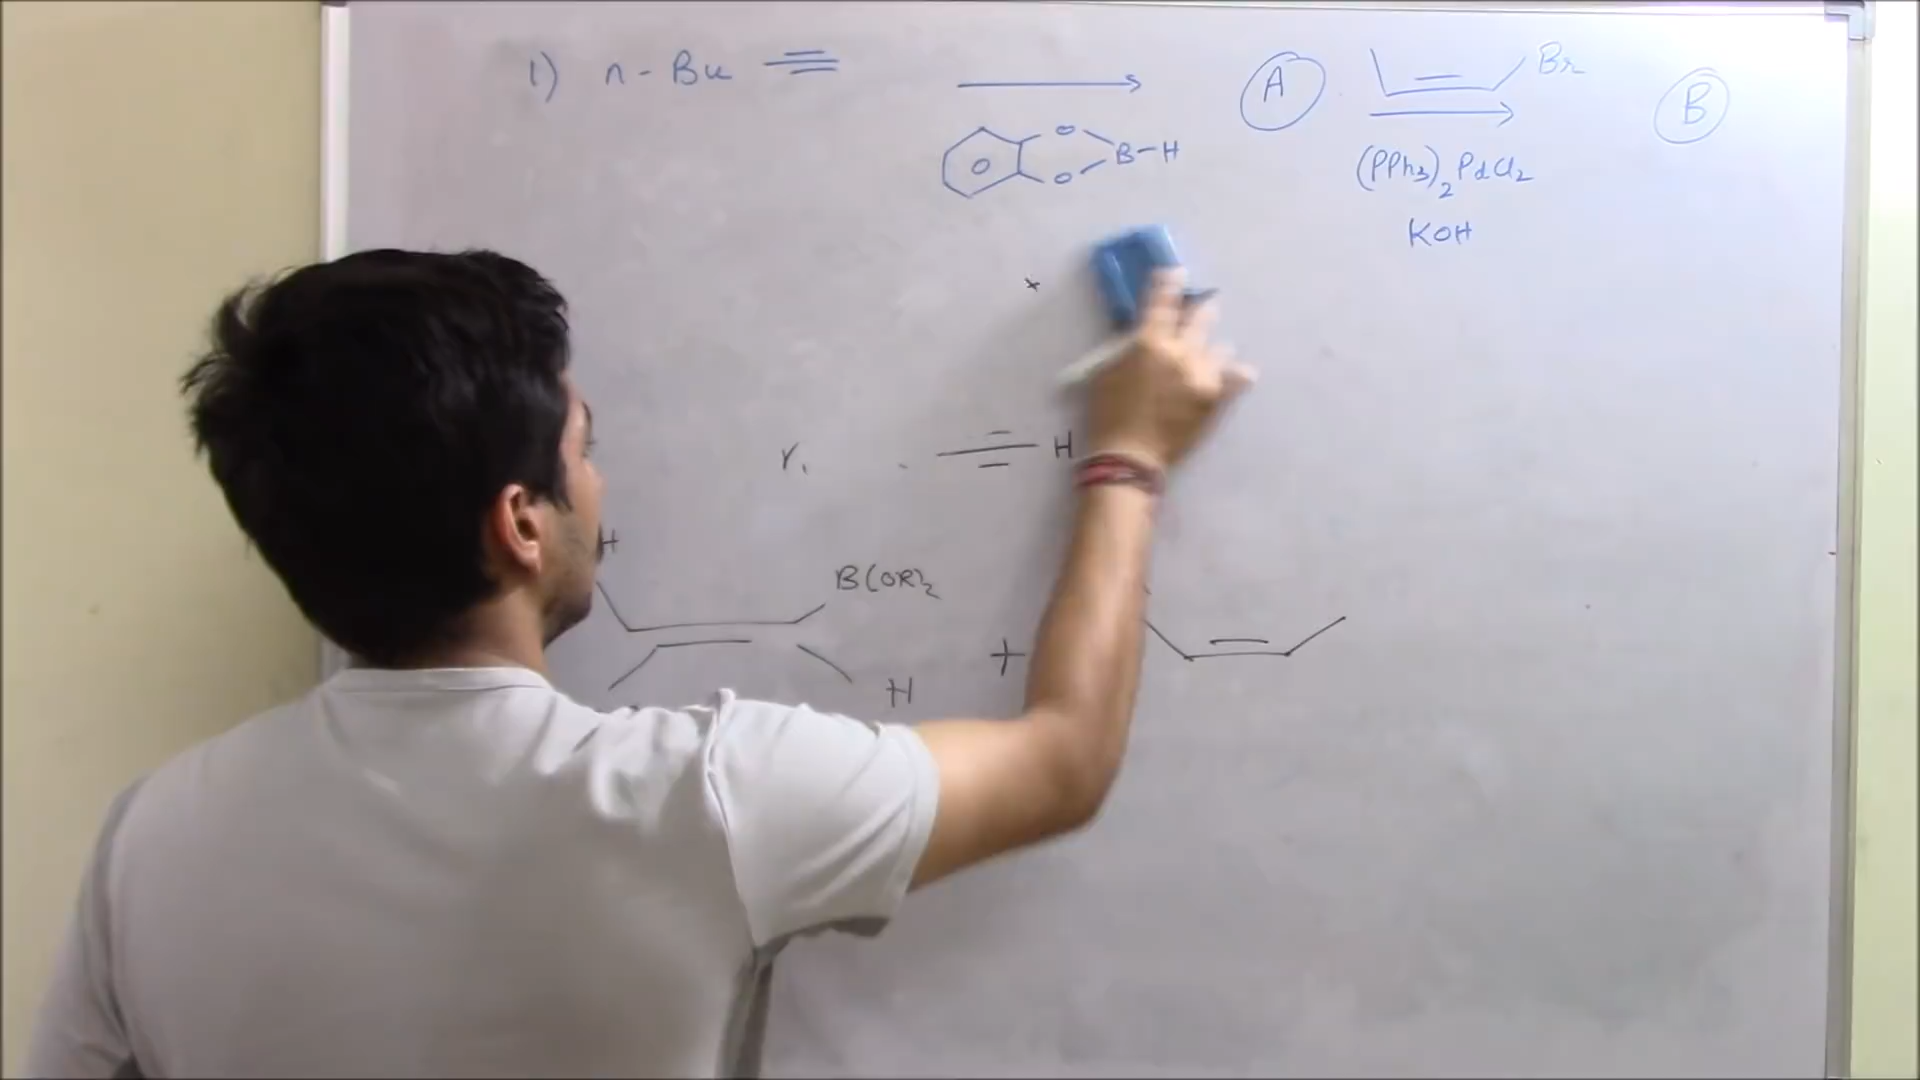 1) n-Bu ≡ A Br B
O B-H
O
(PPh3)2 PdCl2
KOH
H
H
B(OR)2
+
H